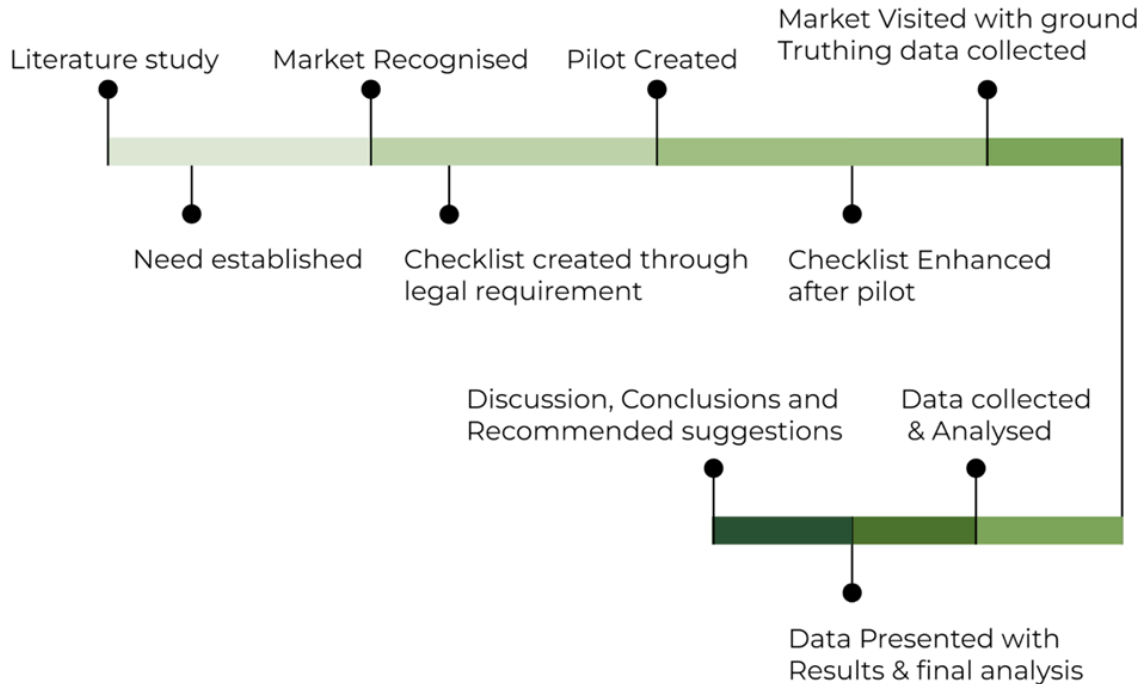 Literature study
Need established
Market Recognised
Checklist created through
legal requirement
Pilot Created
Checklist Enhanced
after pilot
Market Visited with ground
Truthing data collected
Data collected
& Analysed
Data Presented with
Results & final analysis
Discussion, Conclusions and
Recommended suggestions